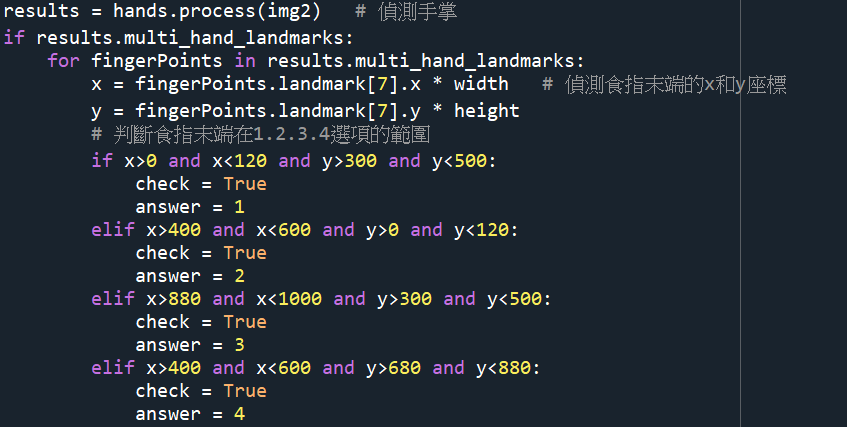 results = hands.process(img2)   # 偵測手掌
if results.multi_hand_landmarks:
    for fingerPoints in results.multi_hand_landmarks:
        x = fingerPoints.landmark[7].x * width   # 偵測食指末端的x和y座標
        y = fingerPoints.landmark[7].y * height
        # 判斷食指末端在1.2.3.4選項的範圍
        if x>0 and x<120 and y>300 and y<500:
            check = True
            answer = 1
        elif x>400 and x<600 and y>0 and y<120:
            check = True
            answer = 2
        elif x>880 and x<1000 and y>300 and y<500:
            check = True
            answer = 3
        elif x>400 and x<600 and y>680 and y<880:
            check = True
            answer = 4